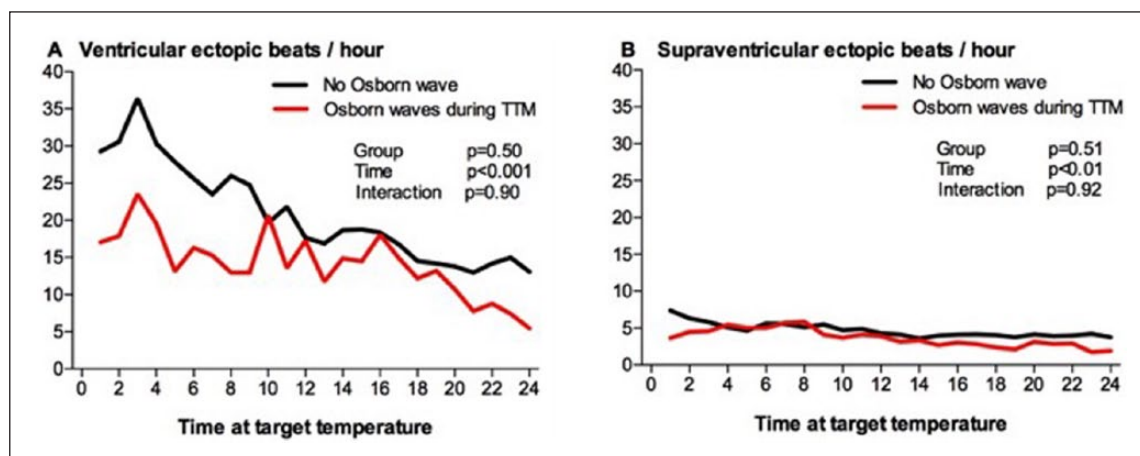 A Ventricular ectopic beats / hour
40
35
30
25
20
15
10
5
0
No Osborn wave
Osborn waves during TTM
Group p=0.50
Time p<0.001
Interaction p=0.90
0 2 4 6 8 10 12 14 16 18 20 22 24
Time at target temperature
B Supraventricular ectopic beats / hour
40
35
30
25
20
15
10
5
0
No Osborn wave
Osborn waves during TTM
Group p=0.51
Time p<0.01
Interaction p=0.92
0 2 4 6 8 10 12 14 16 18 20 22 24
Time at target temperature